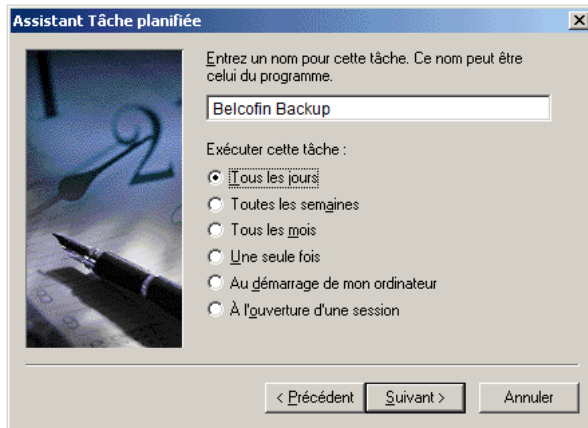 Assistant Tâche planifiée
Entrez un nom pour cette tâche. Ce nom peut être
celui du programme.
Belcofin Backup
Exécuter cette tâche :
Tous les jours
Toutes les semaines
Tous les mois
Une seule fois
Au démarrage de mon ordinateur
À l'ouverture d'une session
< Précédent Suivant > Annuler